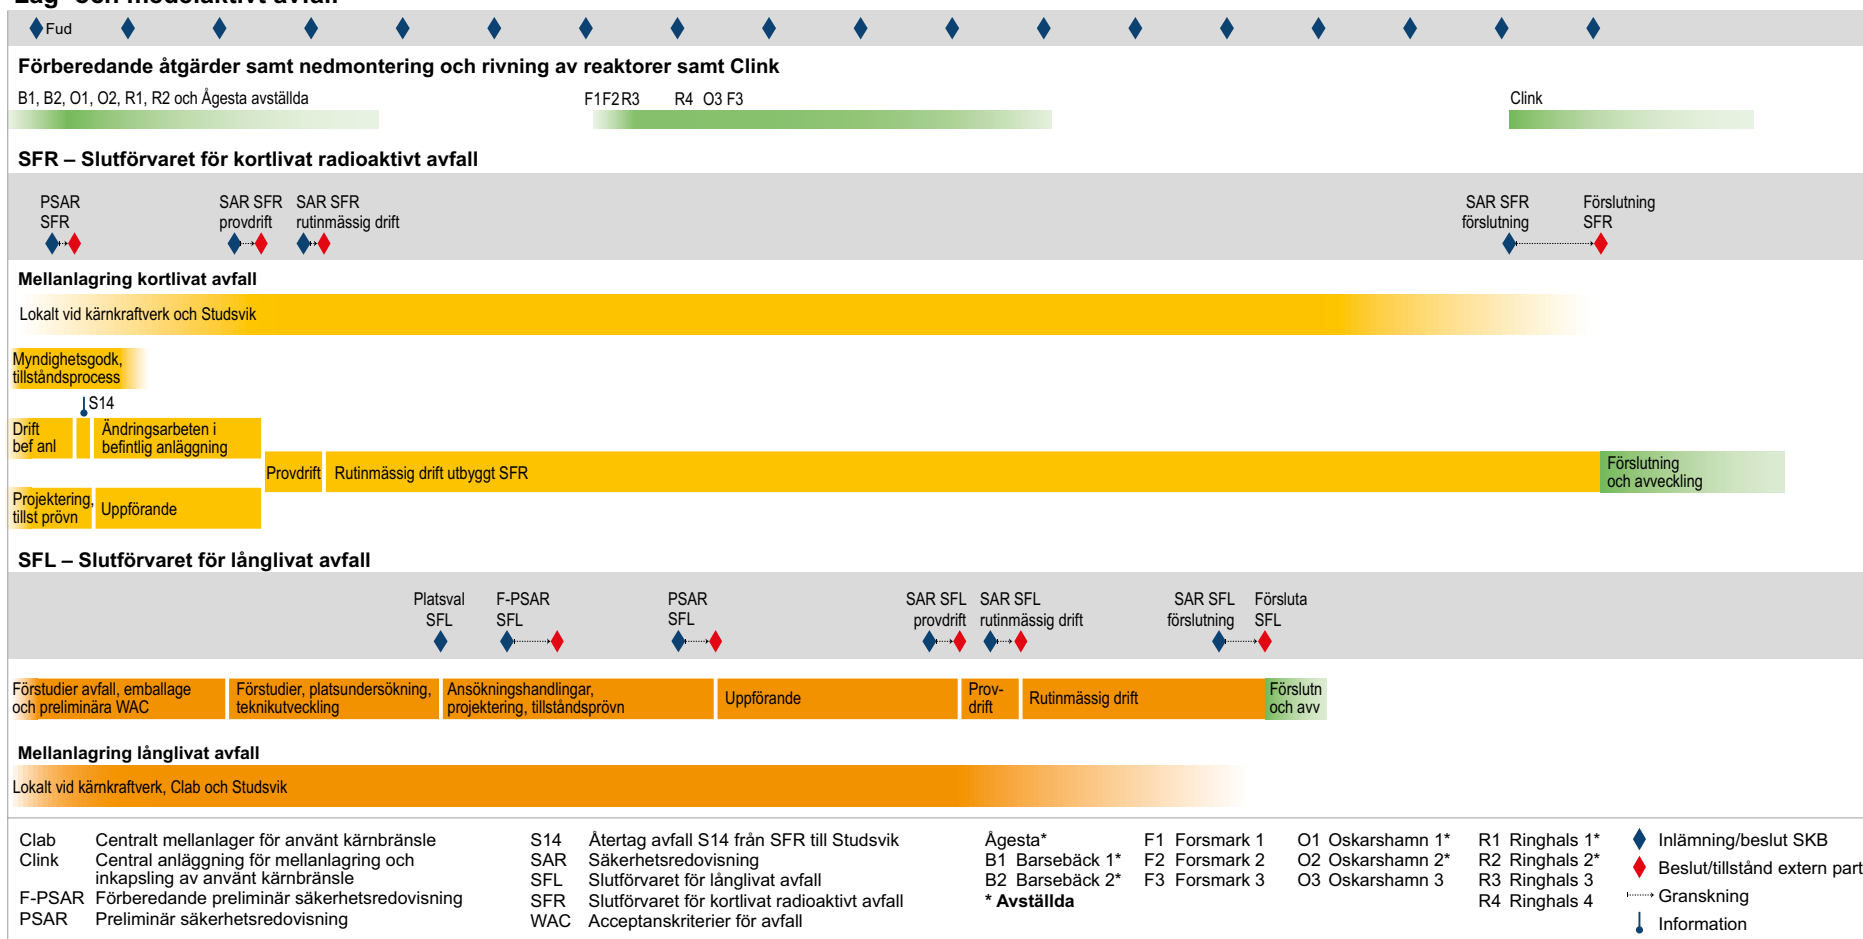 Låg- och medelaktivt avfall
Fud
Förberedande åtgärder samt nedmontering och rivning av reaktorer samt Clink
B1, B2, O1, O2, R1, R2 och Ågesta avställda
F1 F2 R3 R4 O3 F3
Clink
SFR – Slutförvaret för kortlivat radioaktivt avfall
PSAR
SFR
SAR SFR
provdrift
SAR SFR
rutinmässig drift
SAR SFR
förslutning
Förslutning
SFR
Mellanlagring kortlivat avfall
Lokalt vid kärnkraftverk och Studsvik
Myndighetsgodk,
tillståndsprocess
S14
Drift
bef anl
Ändringsarbeten i
befintlig anläggning
Provdrift
Rutinmässig drift utbyggt SFR
Förslutning
och avveckling
Projektering,
tillst prövn
Uppförande
SFL – Slutförvaret för långlivat avfall
Platsval
SFL
F-PSAR
SFL
PSAR
SFL
SAR SFL
provdrift
SAR SFL
rutinmässig drift
SAR SFL
förslutning
Försluta
SFL
Förstudier avfall, emballage
och preliminära WAC
Förstudier, platsundersökning,
teknikutveckling
Ansökningshandlingar,
projektering, tillståndsprövn
Uppförande
Prov-
drift
Rutinmässig drift
Förslutn
och avv
Mellanlagring långlivat avfall
Lokalt vid kärnkraftverk, Clab och Studsvik
Clab Centralt mellanlager för använt kärnbränsle
Clink Central anläggning för mellanlagring och
inkapsling av använt kärnbränsle
F-PSAR Förberedande preliminär säkerhetsredovisning
PSAR Preliminär säkerhetsredovisning
S14 Återtag avfall S14 från SFR till Studsvik
SAR Säkerhetsredovisning
SFL Slutförvaret för långlivat avfall
SFR Slutförvaret för kortlivat radioaktivt avfall
WAC Acceptanskriterier för avfall
Ågesta*
B1 Barsebäck 1*
B2 Barsebäck 2*
* Avställda
F1 Forsmark 1
F2 Forsmark 2
F3 Forsmark 3
O1 Oskarshamn 1*
O2 Oskarshamn 2*
O3 Oskarshamn 3
R1 Ringhals 1*
R2 Ringhals 2*
R3 Ringhals 3
R4 Ringhals 4
Inlämning/beslut SKB
Beslut/tillstånd extern part
Granskning
Information